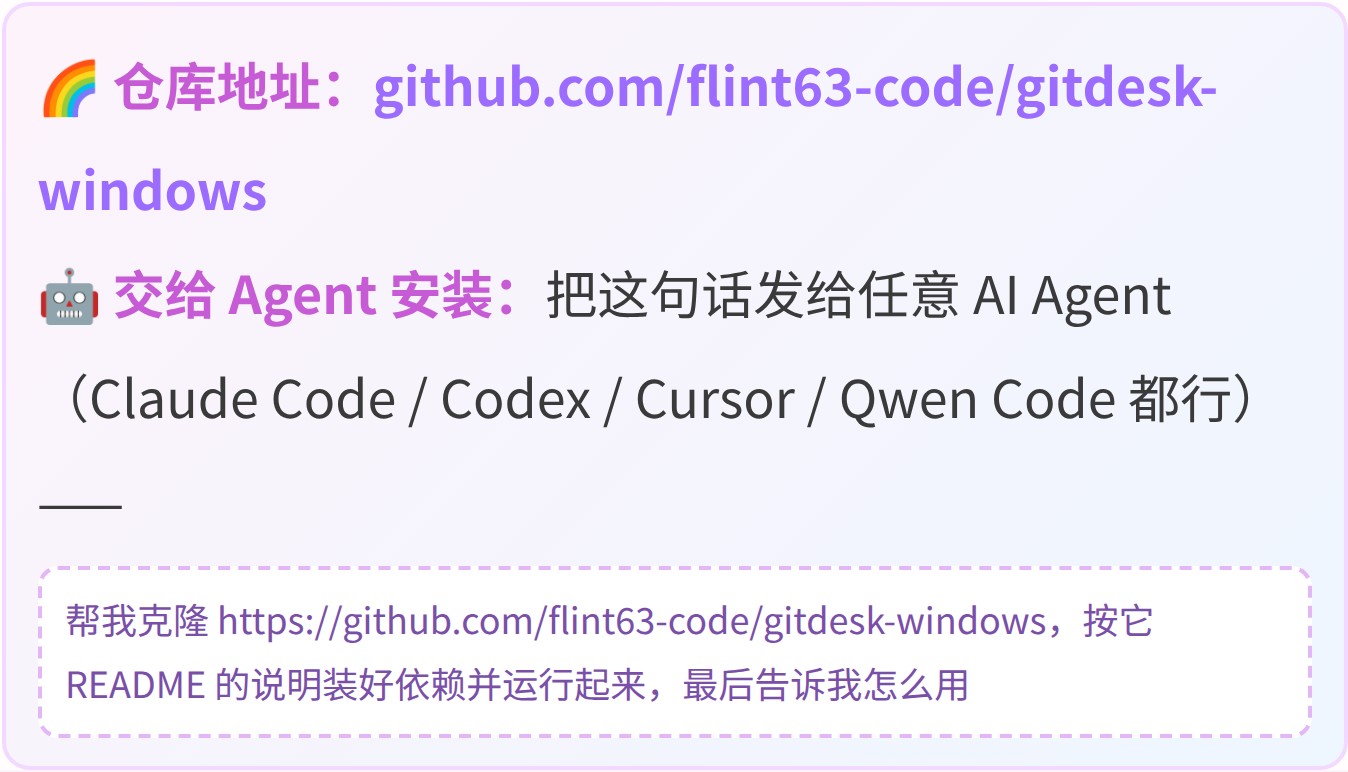 🌈 仓库地址：github.com/flint63-code/gitdesk-
windows
🤖 交给 Agent 安装：把这句话发给任意 AI Agent
（Claude Code / Codex / Cursor / Qwen Code 都行）
——
帮我克隆 https://github.com/flint63-code/gitdesk-windows，按它
README 的说明装好依赖并运行起来，最后告诉我怎么用